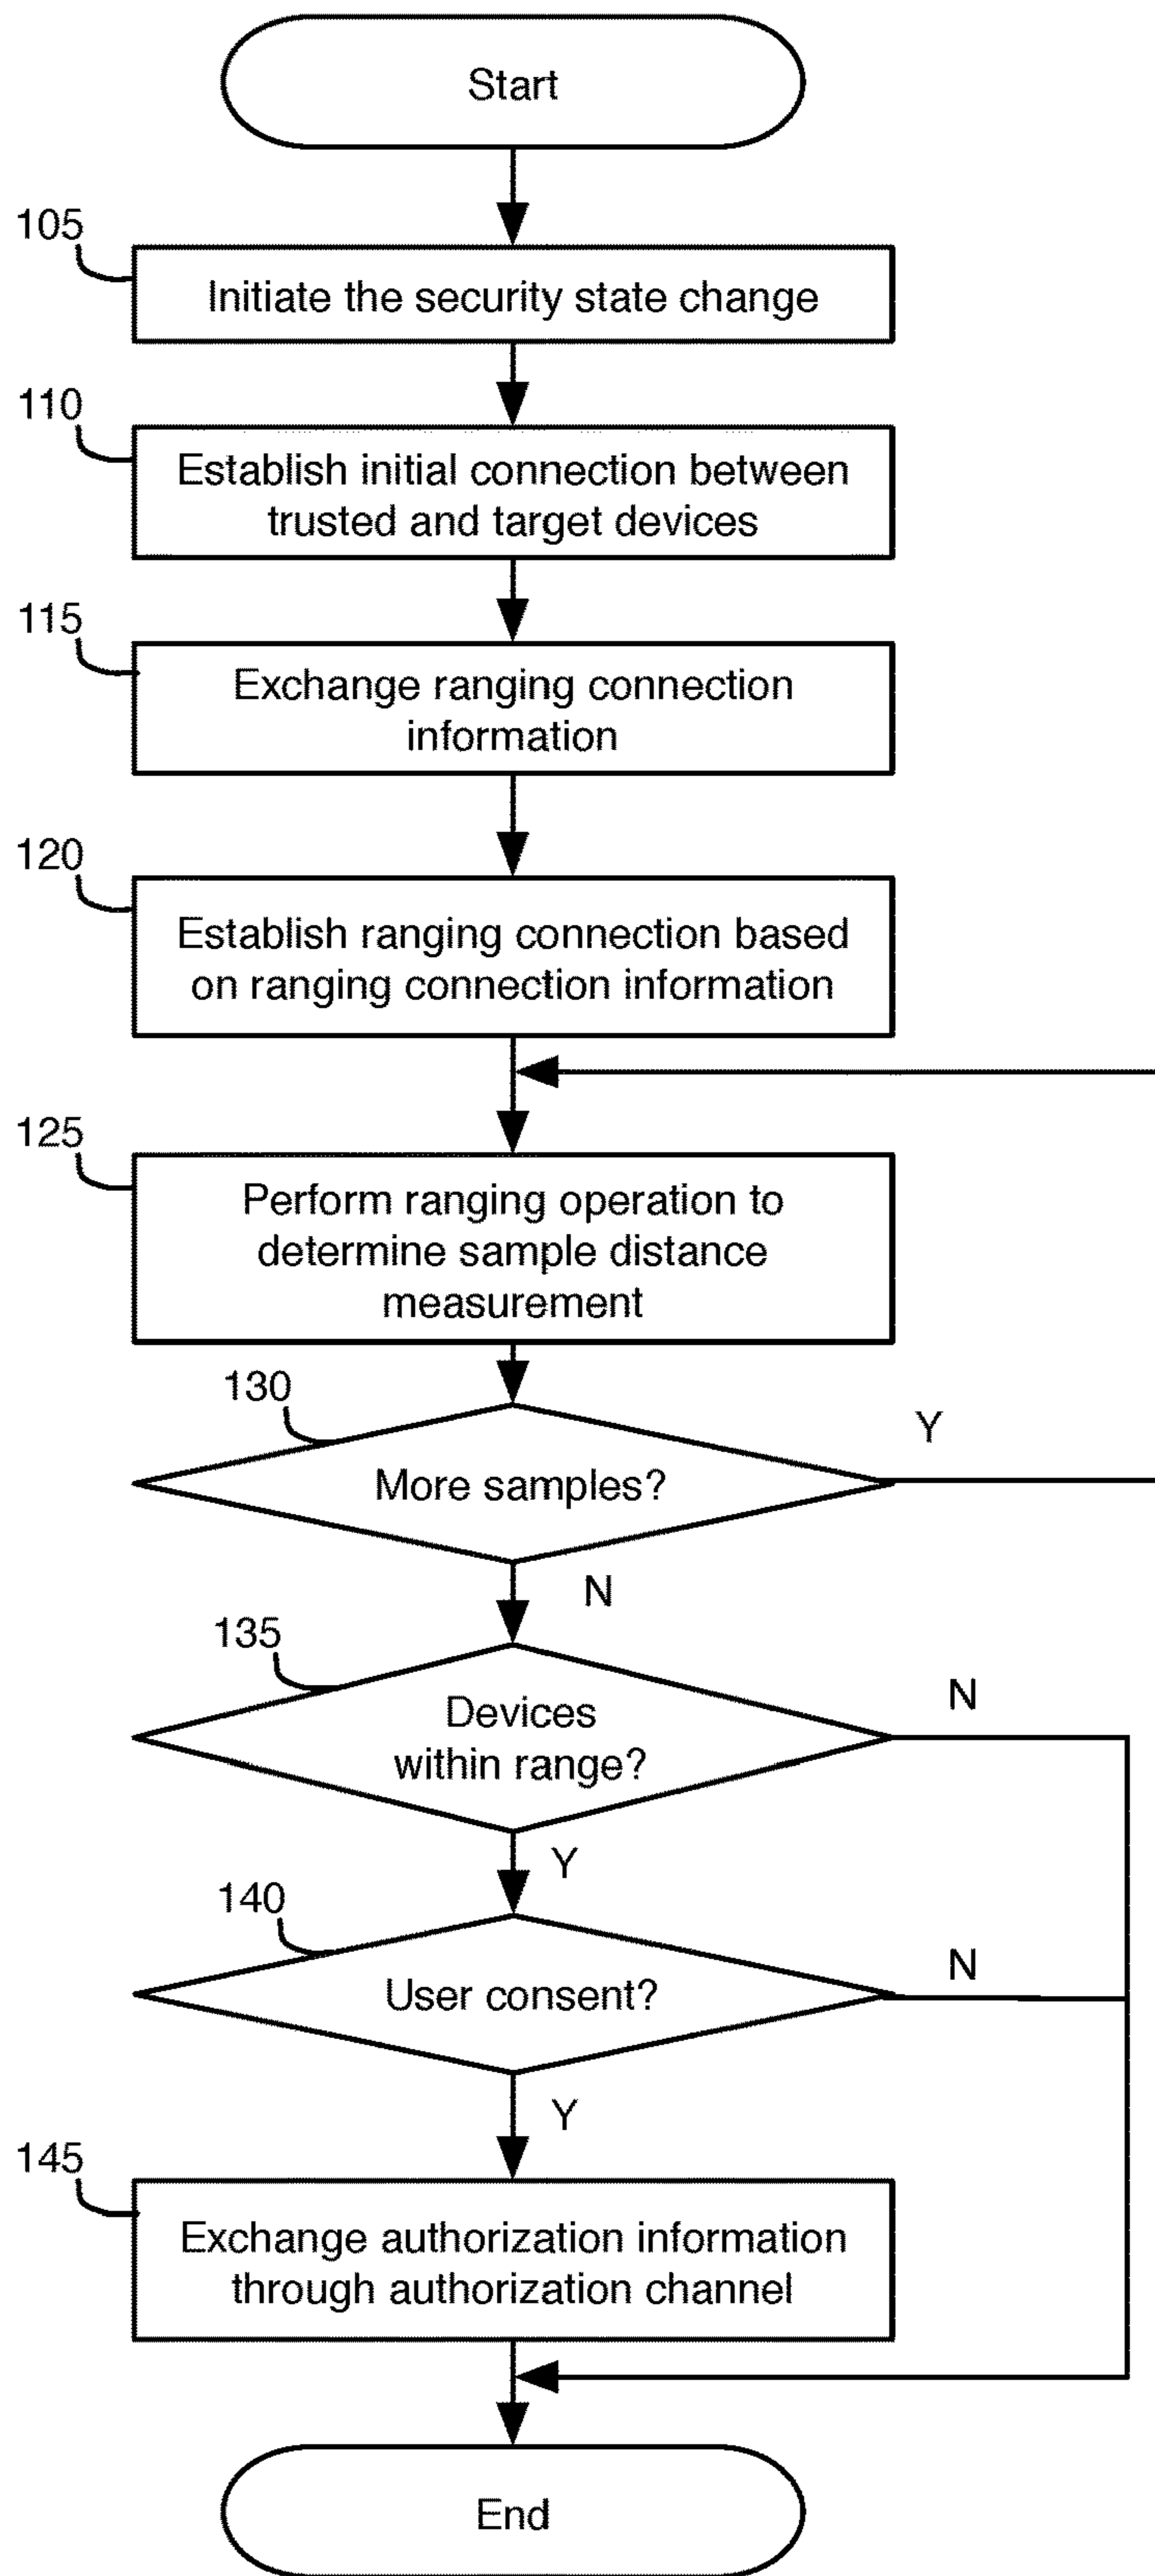 Start
105
Initiate the security state change
110
Establish initial connection between
trusted and target devices
115
Exchange ranging connection
information
120
Establish ranging connection based
on ranging connection information
125
Perform ranging operation to
determine sample distance
measurement
130
More samples?
Y
N
135
Devices
within range?
N
Y
140
User consent?
N
Y
145
Exchange authorization information
through authorization channel
End